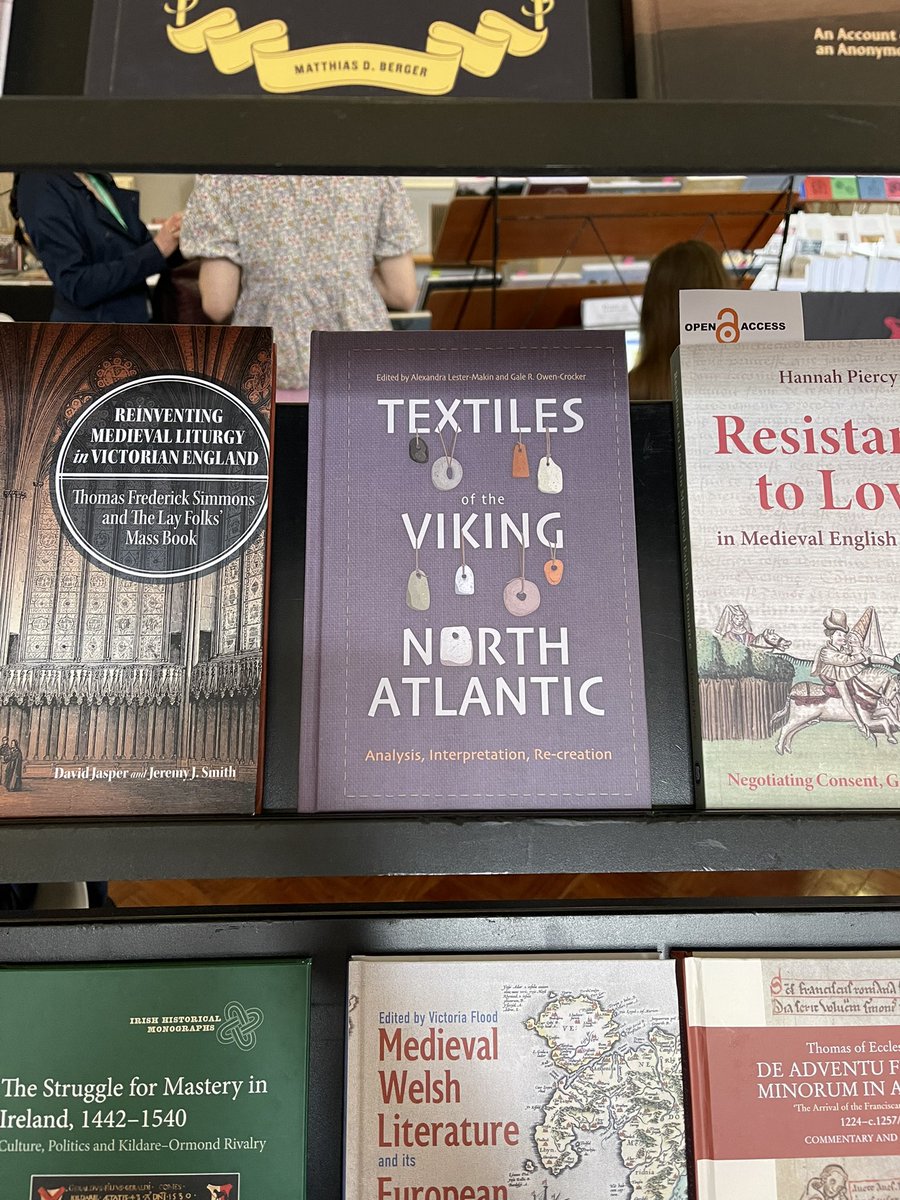 MATTHIAS D. BERGER
An Account
an Anonym
REINVENTING
MEDIEVAL LITURGY
in VICTORIAN ENGLAND
Thomas Frederick Simmons
and The Lay Folks'
Mass Book
David Jasper and Jeremy J. Smith
Edited by Alexandra Lester-Makin and Gale R. Owen-Crocker
TEXTILES
of the
VIKING
NORTH
ATLANTIC
Analysis, Interpretation, Re-creation
OPEN ACCESS
Hannah Piercy
Resistan
to Lov
in Medieval English
Negotiating Consent, G
IRISH HISTORICAL
MONOGRAPHS
The Struggle for Mastery in
Ireland, 1442–1540
Culture, Politics and Kildare–Ormond Rivalry
Edited by Victoria Flood
Medieval
Welsh
Literature
and its
European
Thomas of Eccles
DE ADVENTU F
MINORUM IN A
The Arrival of the Franciscan
1224–c.1257/
COMMENTARY AND